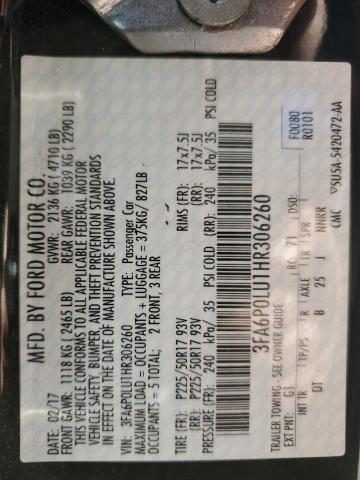 MFD. BY FORD MOTOR CO.
DATE: 02/17 GVWR: 2136 KG ( 4710 LB)
FRONT GAWR: 1118 KG ( 2465 LB) REAR GAWR: 1039 KG ( 2290 LB)
VEHICLE CONFORMS TO ALL APPLICABLE FEDERAL MOTOR
VEHICLE SAFETY, BUMPER, AND THEFT PREVENTION STANDARDS
IN EFFECT ON THE DATE OF MANUFACTURE SHOWN ABOVE.
VIN: 3FA6P0LU1HR306260 TYPE: Passenger Car
MAXIMUM LOAD = OCCUPANTS + LUGGAGE = 375KG/ 827LB
OCCUPANTS = 5 TOTAL: 2 FRONT, 3 REAR
TIRE (FR): P225/50R17 93V RIMS (FR): 17x7.5J
(RR): P225/50R17 93V (RR): 17x7.5J
PRESSURE (FR): 240 kPa/ 35 PSI COLD (RR): 240 kPa/ 35 PSI COLD
3FA6P0LU1HR306260
TRAILER TOWING - SEE OWNER GUIDE
F0080
R0101
EXT PNT: G1 RC: 71 DSO:
INT TR TP/PS R AXLE TR SPR
DT B 25 J NNRR
UMC ▽5U5A-5420472-AA